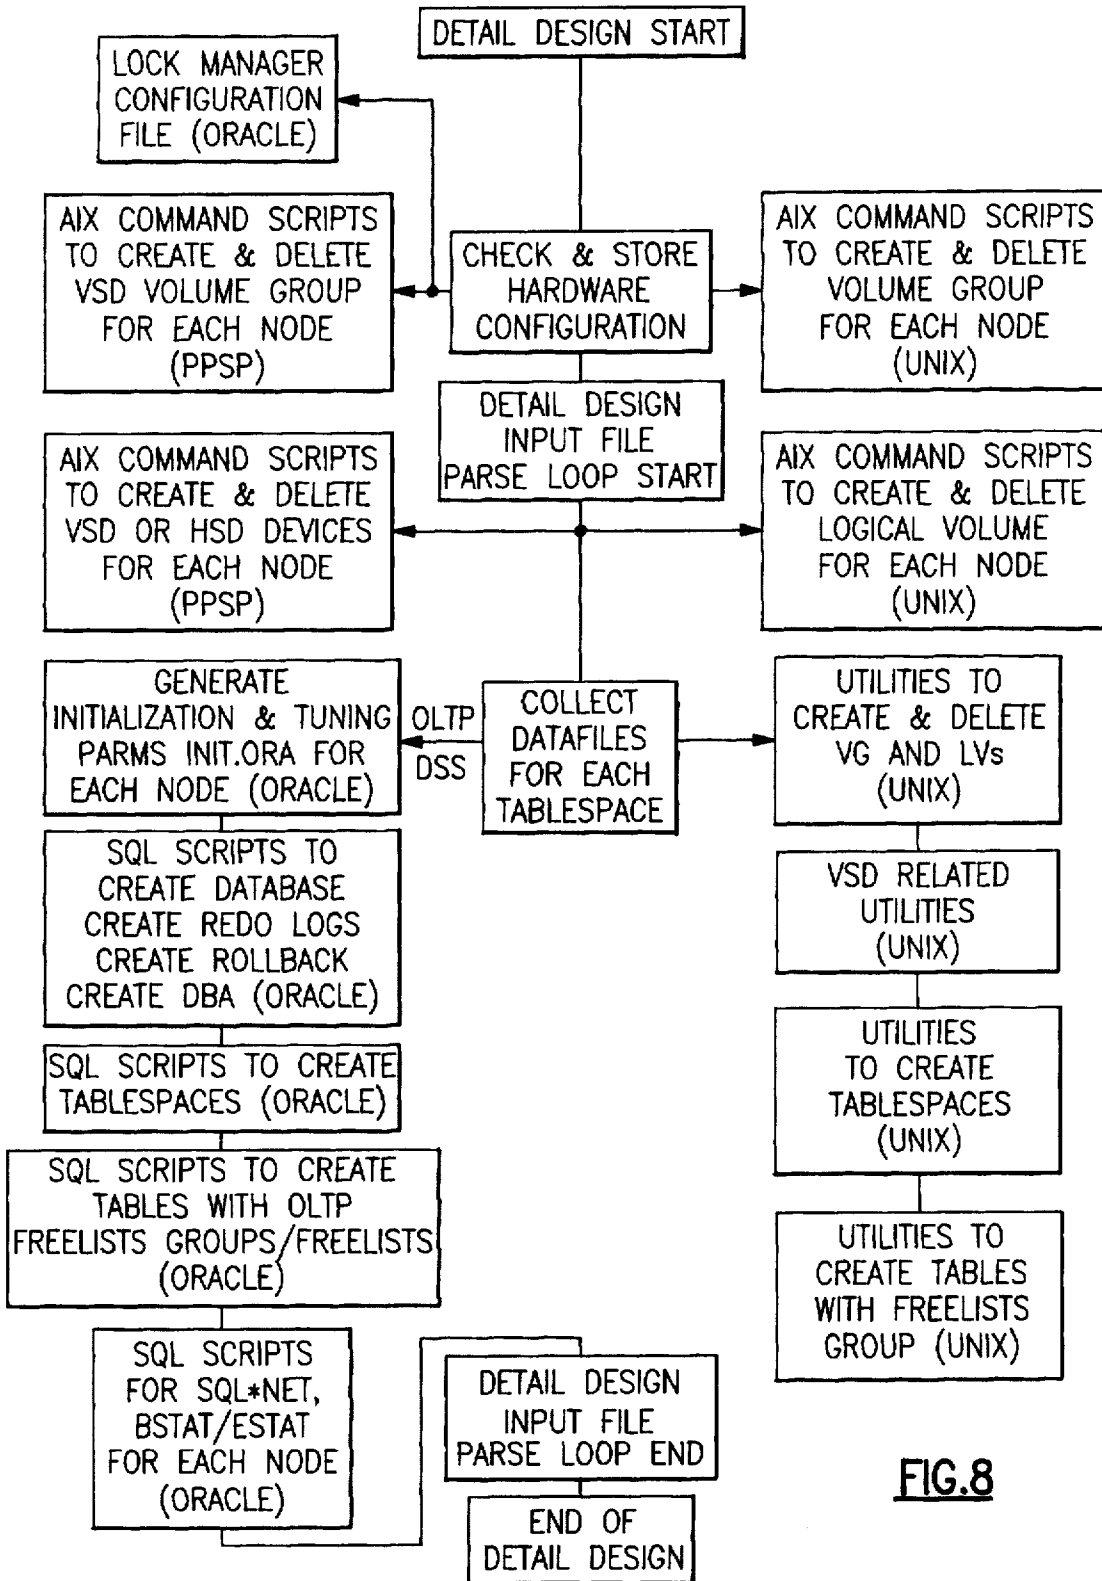 DETAIL DESIGN START
LOCK MANAGER
CONFIGURATION
FILE (ORACLE)
AIX COMMAND SCRIPTS
TO CREATE & DELETE
VSD VOLUME GROUP
FOR EACH NODE
(PPSP)
CHECK & STORE
HARDWARE
CONFIGURATION
AIX COMMAND SCRIPTS
TO CREATE & DELETE
VOLUME GROUP
FOR EACH NODE
(UNIX)
DETAIL DESIGN
INPUT FILE
PARSE LOOP START
AIX COMMAND SCRIPTS
TO CREATE & DELETE
VSD OR HSD DEVICES
FOR EACH NODE
(PPSP)
AIX COMMAND SCRIPTS
TO CREATE & DELETE
LOGICAL VOLUME
FOR EACH NODE
(UNIX)
GENERATE
INITIALIZATION & TUNING
PARMS INIT.ORA FOR
EACH NODE (ORACLE)
OLTP
DSS
COLLECT
DATAFILES
FOR EACH
TABLESPACE
UTILITIES TO
CREATE & DELETE
VG AND LVs
(UNIX)
SQL SCRIPTS TO
CREATE DATABASE
CREATE REDO LOGS
CREATE ROLLBACK
CREATE DBA (ORACLE)
VSD RELATED
UTILITIES
(UNIX)
SQL SCRIPTS TO CREATE
TABLESPACES (ORACLE)
UTILITIES
TO CREATE
TABLESPACES
(UNIX)
SQL SCRIPTS TO CREATE
TABLES WITH OLTP
FREELISTS GROUPS/FREELISTS
(ORACLE)
UTILITIES TO
CREATE TABLES
WITH FREELISTS
GROUP (UNIX)
SQL SCRIPTS
FOR SQL*NET,
BSTAT/ESTAT
FOR EACH NODE
(ORACLE)
DETAIL DESIGN
INPUT FILE
PARSE LOOP END
END OF
DETAIL DESIGN
FIG.8